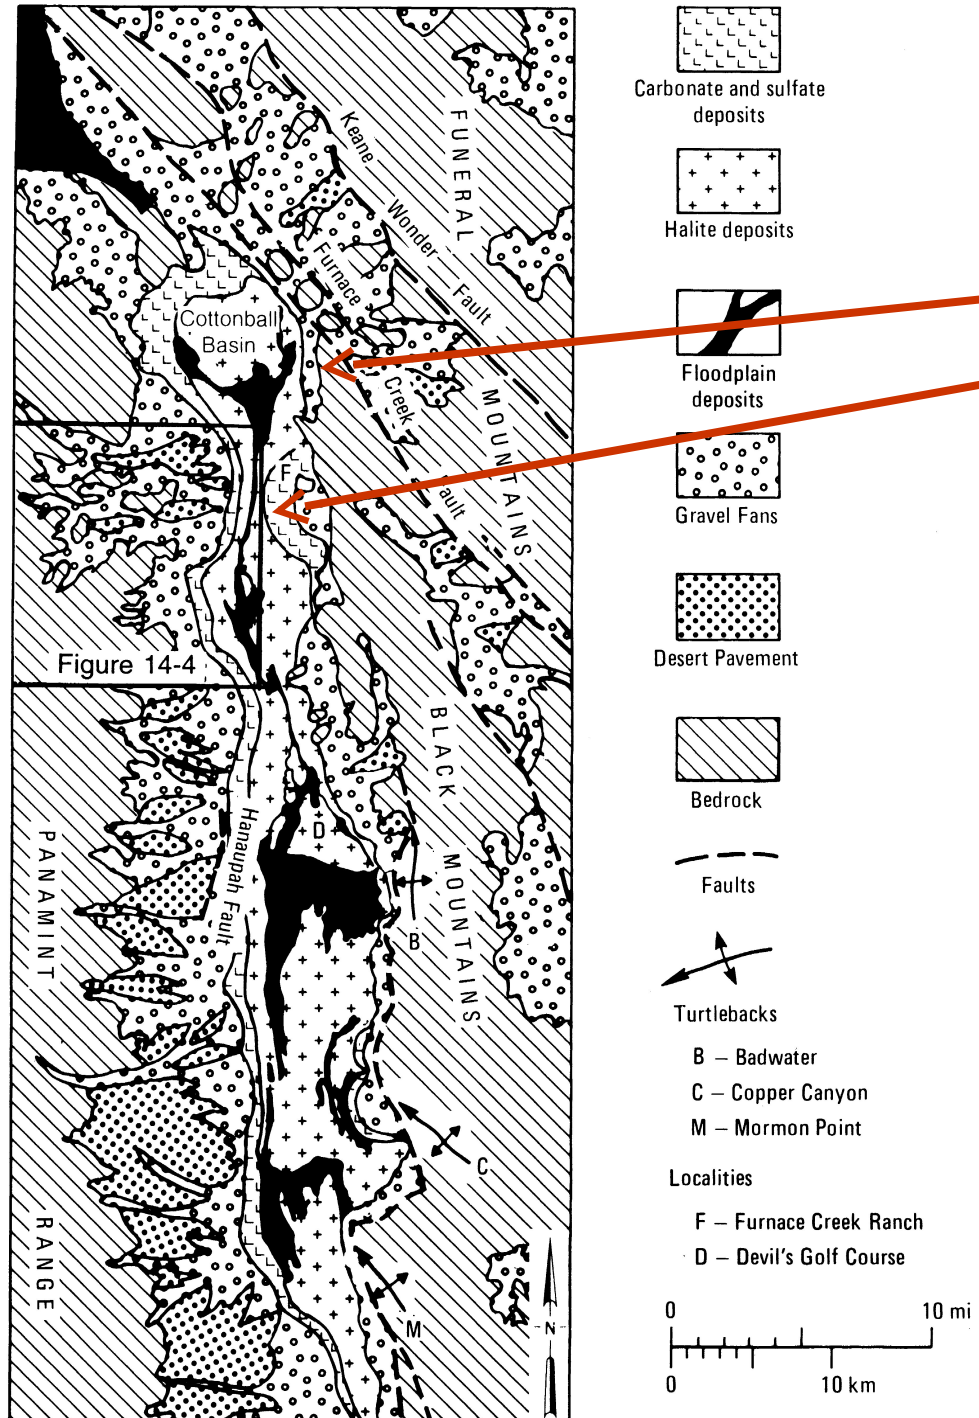 Keane
Wonder
Fault
FUNERAL
MOUNTAINS
Furnace
Creek
Fault
Cottonball
Basin
F
Figure 14-4
BLACK
MOUNTAINS
PANAMINT
RANGE
Hanaupah Fault
D
B
C
M
N
Carbonate and sulfate
deposits
Halite deposits
Floodplain
deposits
Gravel Fans
Desert Pavement
Bedrock
Faults
Turtlebacks
B – Badwater
C – Copper Canyon
M – Mormon Point
Localities
F – Furnace Creek Ranch
D – Devil's Golf Course
0 10 mi
0 10 km